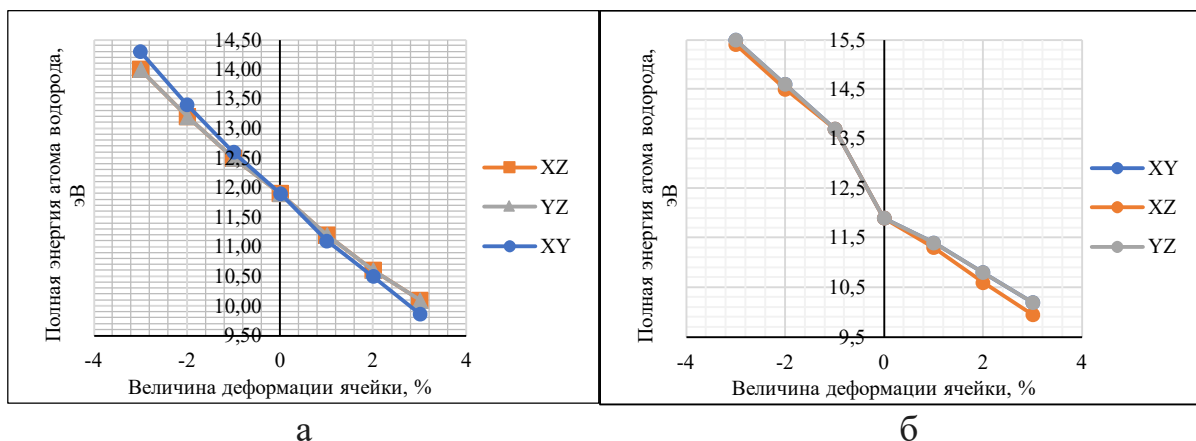 Полная энергия атома водорода,
эВ
14,50
14,00
13,50
13,00
12,50
12,00
11,50
11,00
10,50
10,00
9,50
-4
-2
0
2
4
Величина деформации ячейки, %
XZ
YZ
XY
а
Полная энергия атома водорода,
эВ
15,5
14,5
13,5
12,5
11,5
10,5
9,5
-4
-2
0
2
4
Величина деформации ячейки, %
XY
XZ
YZ
б